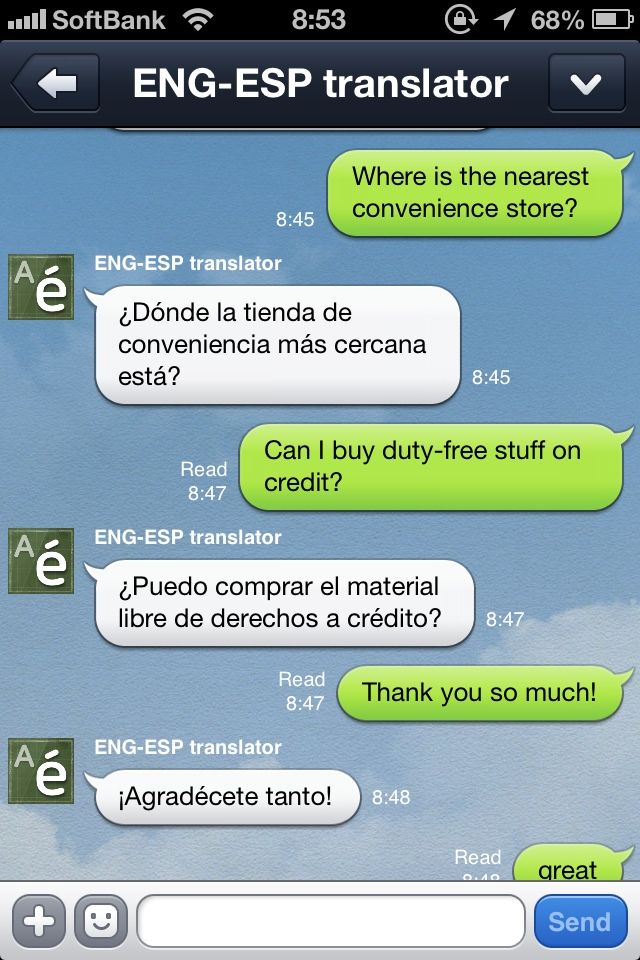 SoftBank 8:53 68%
ENG-ESP translator
Where is the nearest
convenience store?
8:45
ENG-ESP translator
A é
¿Dónde la tienda de
conveniencia más cercana
está?
8:45
Can I buy duty-free stuff on
credit?
Read
8:47
ENG-ESP translator
A é
¿Puedo comprar el material
libre de derechos a crédito?
8:47
Thank you so much!
Read
8:47
ENG-ESP translator
A é
¡Agradécete tanto!
8:48
Read
8:48
great
Send